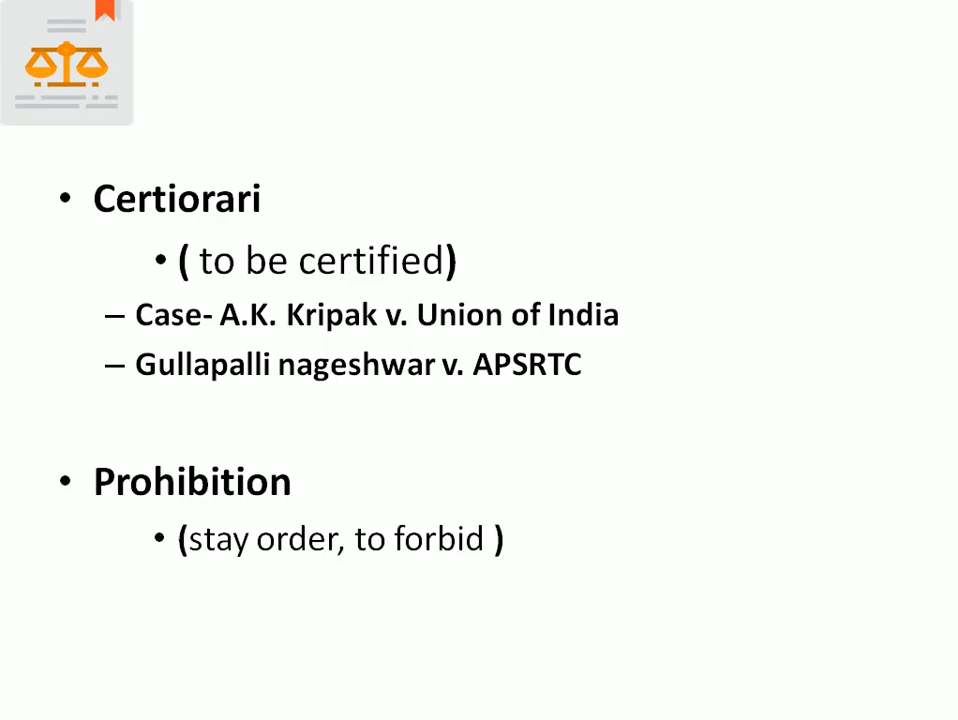 • Certiorari
• ( to be certified)
– Case- A.K. Kripak v. Union of India
– Gullapalli nageshwar v. APSRTC
• Prohibition
• (stay order, to forbid )